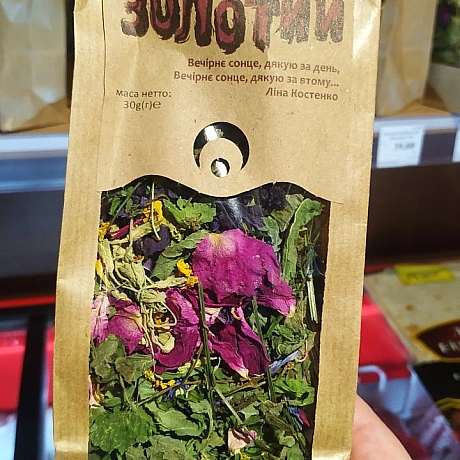 ЗОЛОТИЙ
Вечірнє сонце, дякую за день,
Вечірнє сонце, дякую за втому...
Ліна Костенко
маса нетто:
30g(г)℮